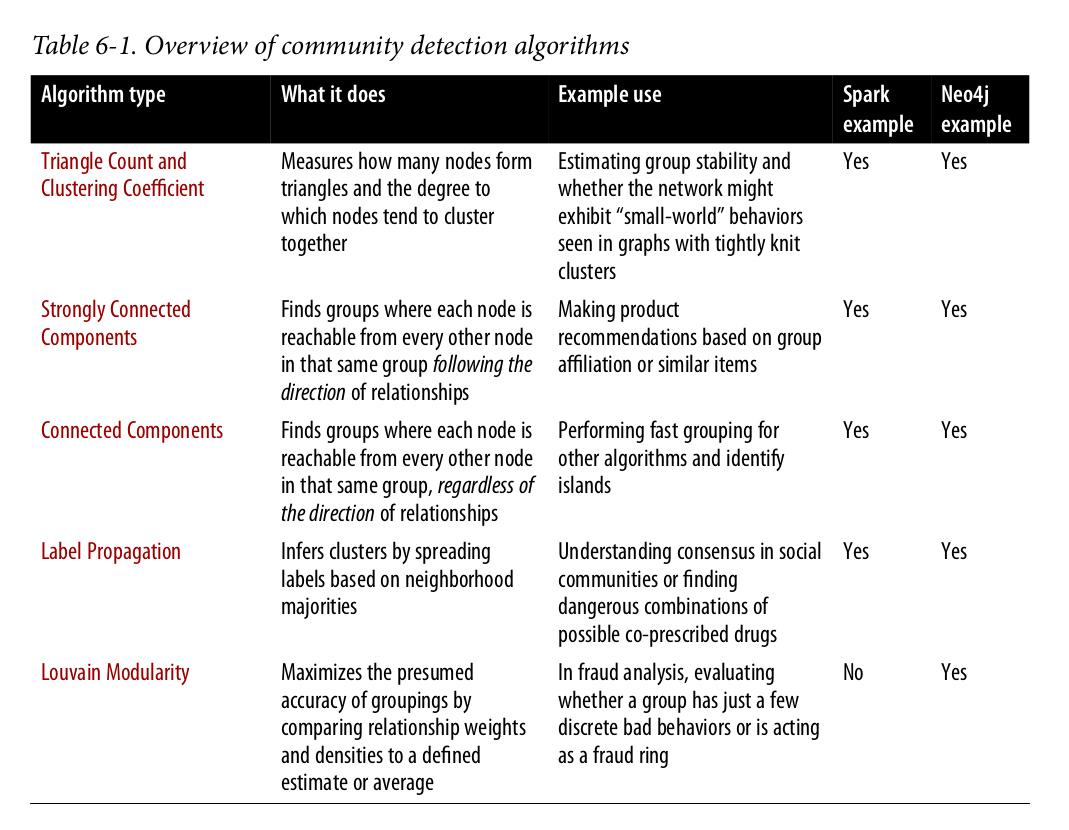 Table 6-1. Overview of community detection algorithms
Algorithm type What it does Example use Spark example Neo4j example
Triangle Count and
Clustering Coefficient
Measures how many nodes form
triangles and the degree to
which nodes tend to cluster
together
Estimating group stability and
whether the network might
exhibit “small-world” behaviors
seen in graphs with tightly knit
clusters
Yes
Yes
Strongly Connected
Components
Finds groups where each node is
reachable from every other node
in that same group following the
direction of relationships
Making product
recommendations based on group
affiliation or similar items
Yes
Yes
Connected Components
Finds groups where each node is
reachable from every other node
in that same group, regardless of
the direction of relationships
Performing fast grouping for
other algorithms and identify
islands
Yes
Yes
Label Propagation
Infers clusters by spreading
labels based on neighborhood
majorities
Understanding consensus in social
communities or finding
dangerous combinations of
possible co-prescribed drugs
Yes
Yes
Louvain Modularity
Maximizes the presumed
accuracy of groupings by
comparing relationship weights
and densities to a defined
estimate or average
In fraud analysis, evaluating
whether a group has just a few
discrete bad behaviors or is acting
as a fraud ring
No
Yes